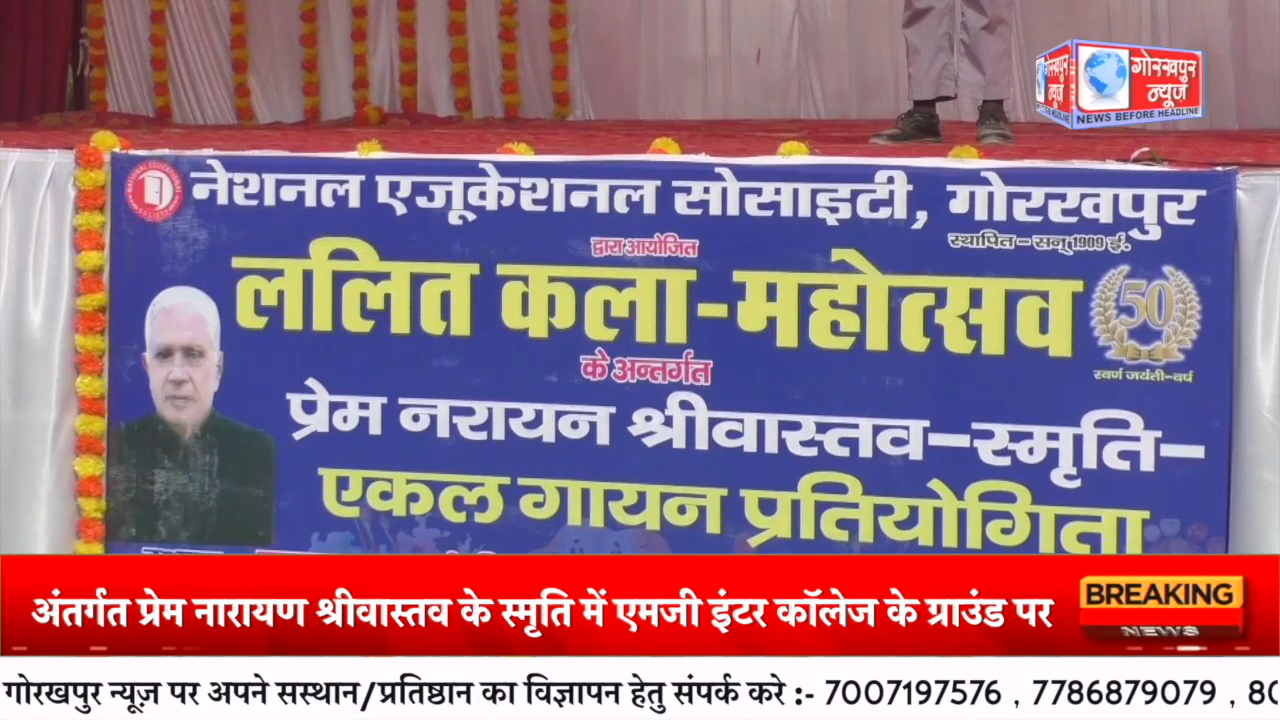 गोरखपुर
न्यूज़
NEWS BEFORE HEADLINE
नेशनल एजूकेशनल सोसाइटी, गोरखपुर
स्थापित - सन् 1909 ई.
द्वारा आयोजित
ललित कला-महोत्सव
50
स्वर्ण जयंती-वर्ष
के अन्तर्गत
प्रेम नरायन श्रीवास्तव-स्मृति-
एकल गायन प्रतियोगिता
अंतर्गत प्रेम नारायण श्रीवास्तव के स्मृति में एमजी इंटर कॉलेज के ग्राउंड पर
BREAKING
NEWS
गोरखपुर न्यूज़ पर अपने सस्थान/प्रतिष्ठान का विज्ञापन हेतु संपर्क करे :- 7007197576 , 7786879079 , 80